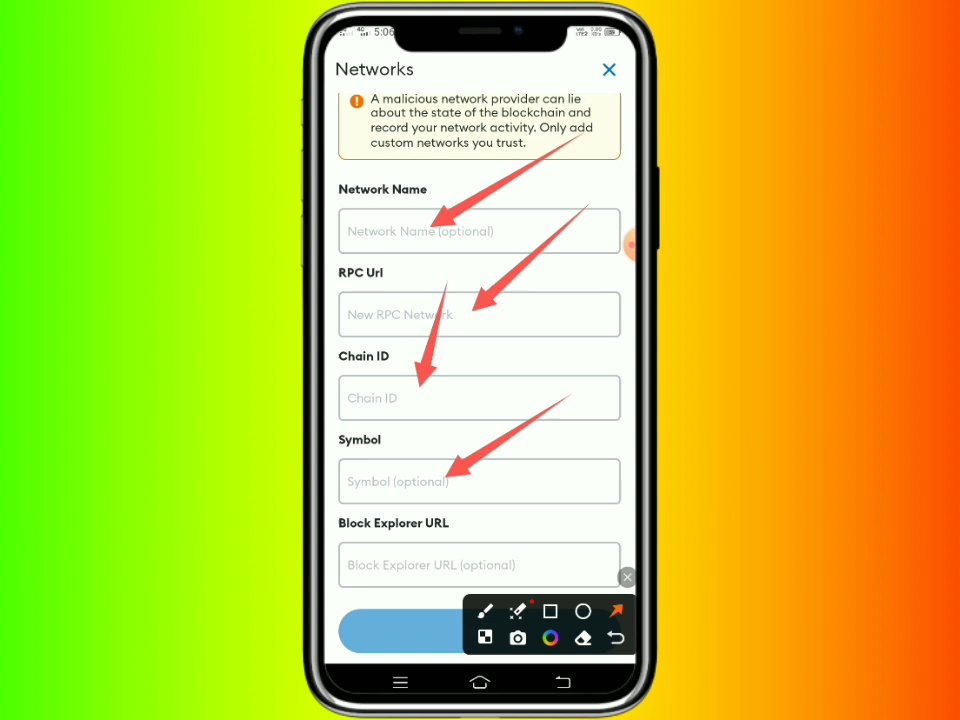 4G 5:06
Networks
A malicious network provider can lie
about the state of the blockchain and
record your network activity. Only add
custom networks you trust.
Network Name
Network Name (optional)
RPC Url
New RPC Network
Chain ID
Chain ID
Symbol
Symbol (optional)
Block Explorer URL
Block Explorer URL (optional)